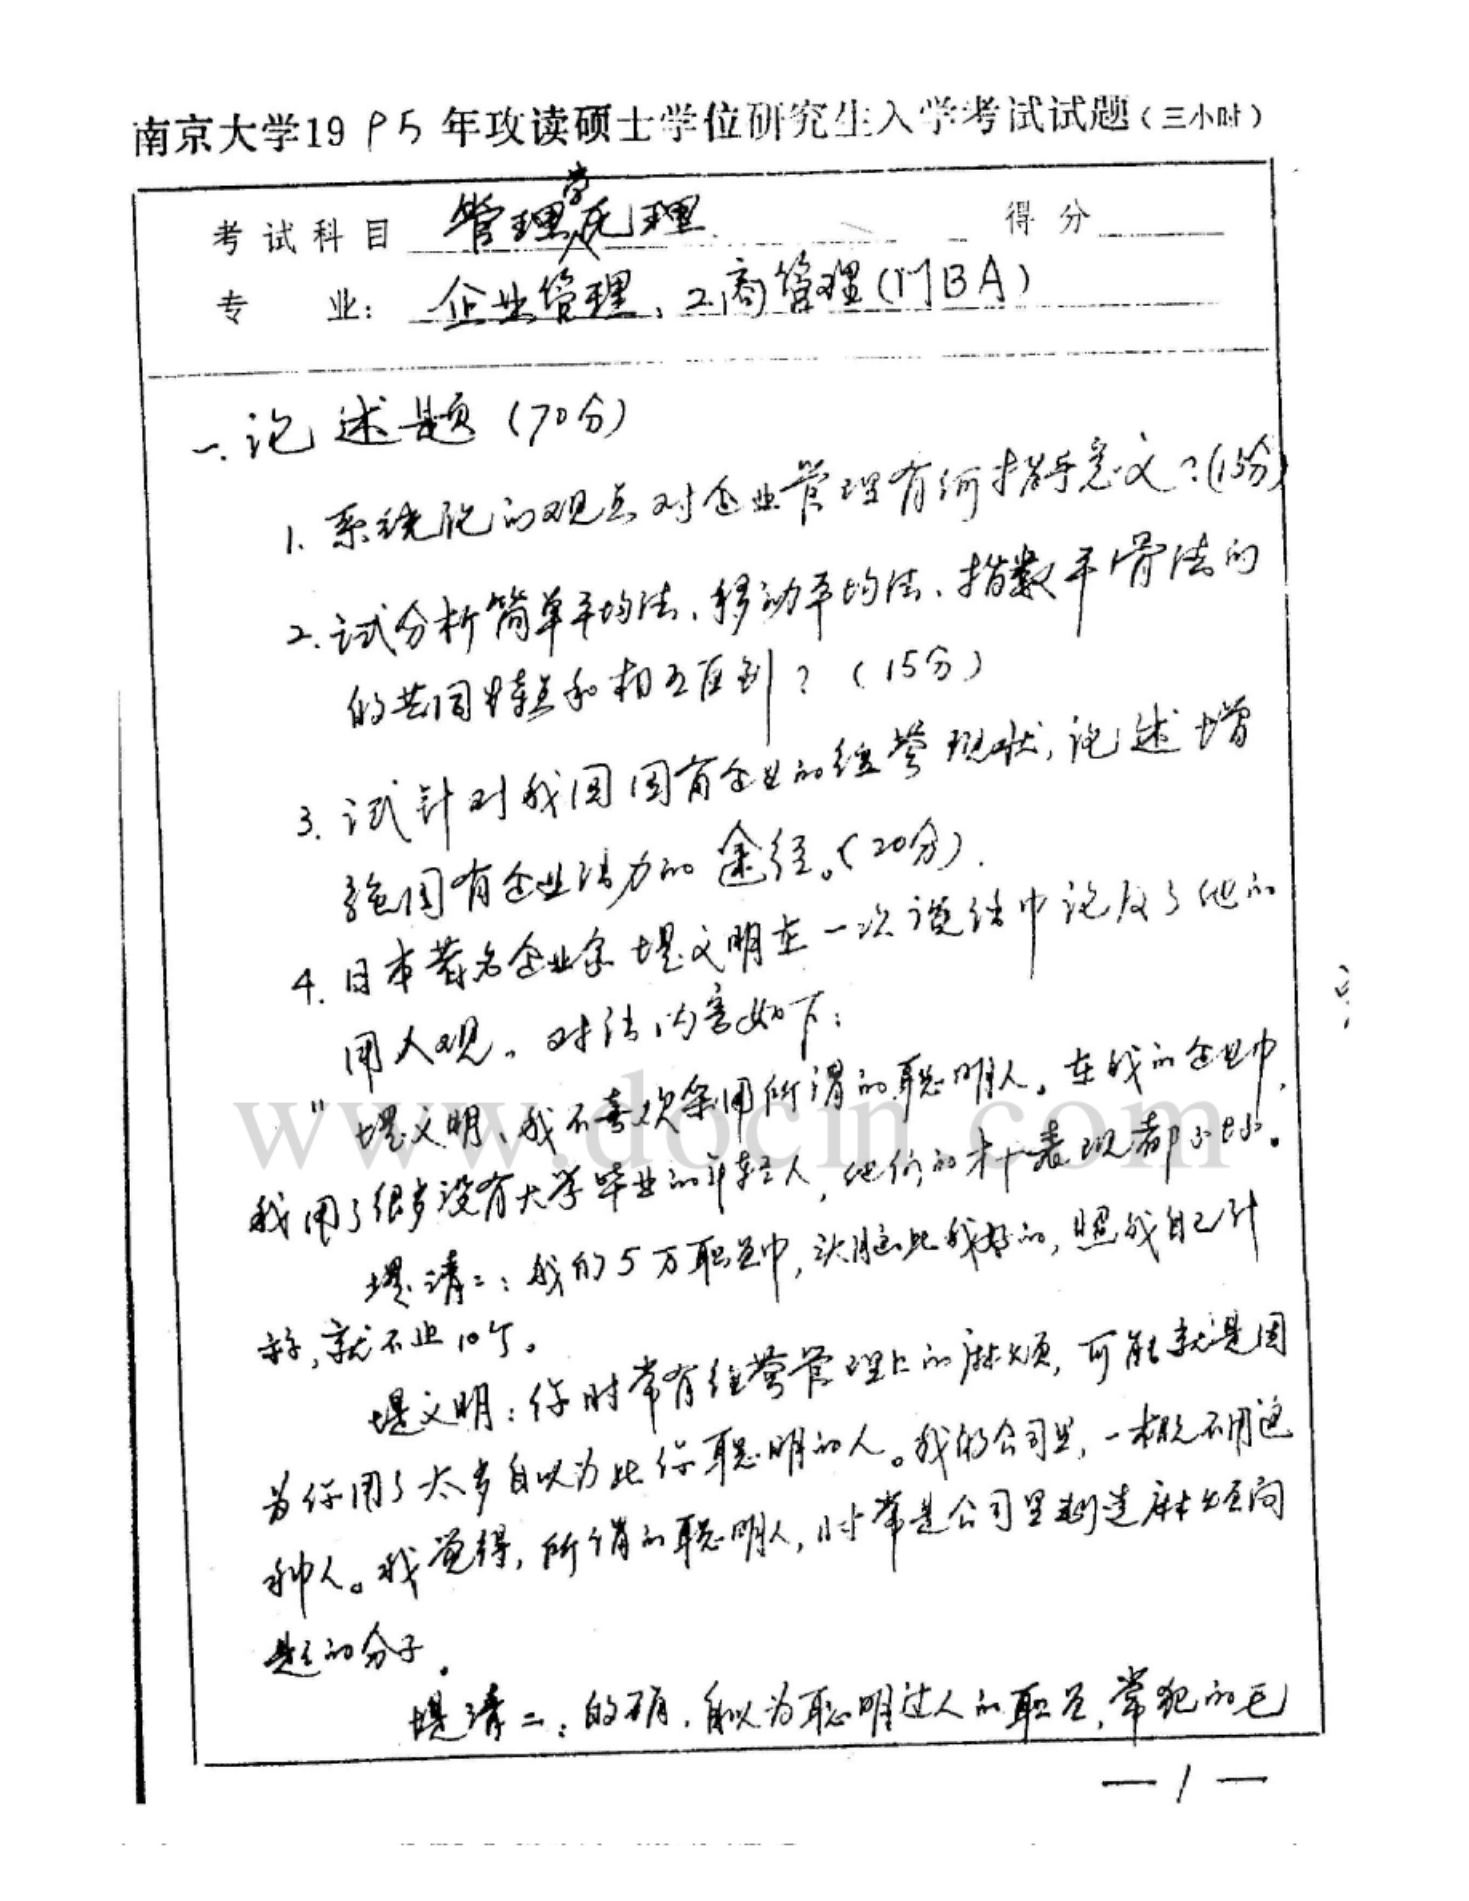 南京大学1995年攻读硕士学位研究生入学考试试题(三小时)
考试科目 管理学原理 得分
专 业: 企业管理、工商管理(MBA)
一.论述题(70分)
1. 系统论的观点对企业管理有何指导意义?(15分)
2. 试分析简单平均法、移动平均法、指数平滑法的
的共同特点和相互区别?(15分)
3. 试针对我国国有企业的经营现状,论述增
强国有企业活力的途径。(20分).
4. 日本著名企业家堤义明在一次谈话中论及了他的
用人观。对话内容如下:
"堤义明、我不喜欢采用所谓的聪明人。在我的企业中,
我用了很多没有大学毕业的年轻人,他们的表现都不坏。
堤清二:我的5万职员中,头脑比我好的,照我自己计
称,就不止10个。
堤义明:你时常有经营管理上的麻烦,可能就是因
为你用了太多自以为比你聪明的人。我的公司里,一概不用这
种人。我觉得,所谓的聪明人,时常是公司里制造麻烦问
题的分子。
堤清二:的确,自以为聪明过人的职员,常犯的毛
—1—
www.docin.com